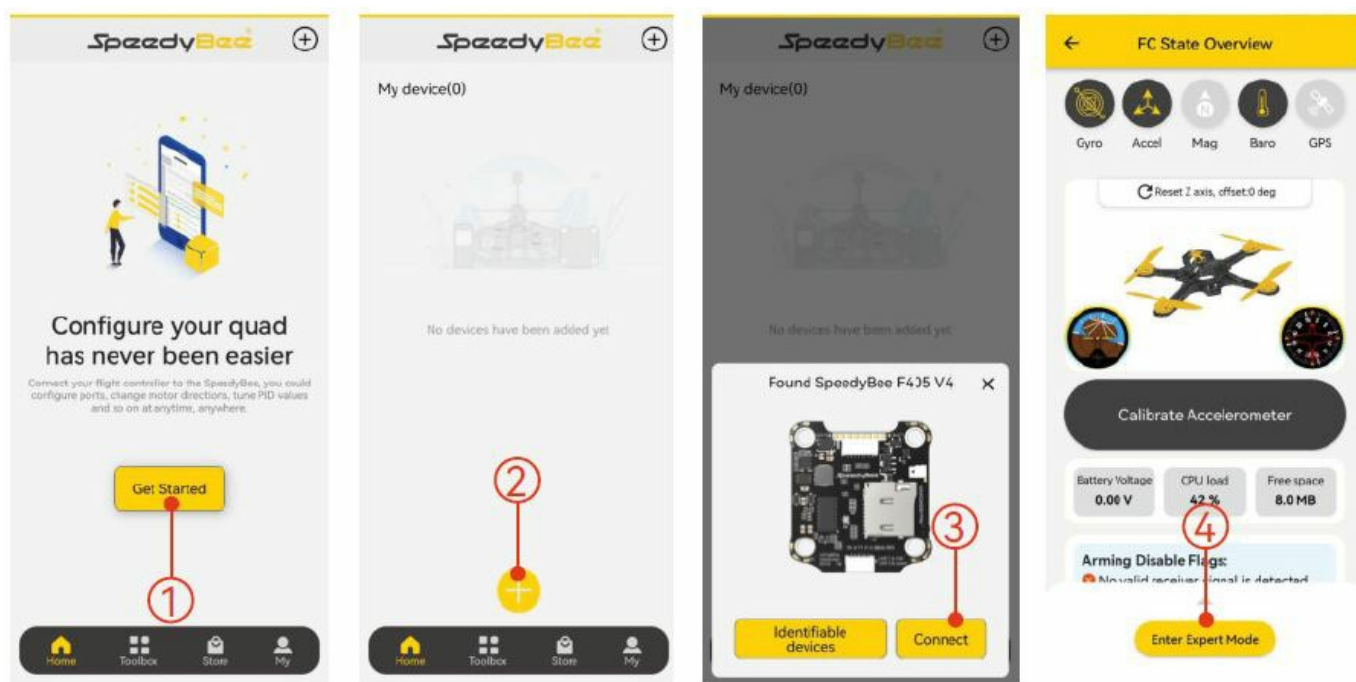 SpeedyBee
Configure your quad
has never been easier
Connect your flight controller to the SpeedyBee, you could
configure ports, change motor directions, tune PID values
and so on at anytime, anywhere.
Get Started
1
Home
Toolbox
Store
My
SpeedyBee
My device(0)
No devices have been added yet
2
Home
Toolbox
Store
My
SpeedyBee
My device(0)
No devices have been added yet
Found SpeedyBee F405 V4
SpeedyBee
3
Identifiable
devices
Connect
FC State Overview
Gyro
Accel
N
Mag
Baro
GPS
Reset Z axis, offset:0 deg
Calibrate Accelerometer
Battery Voltage
0.00 V
CPU load
42 %
Free space
8.0 MB
4
Arming Disable Flags:
No valid receiver signal is detected
Enter Expert Mode